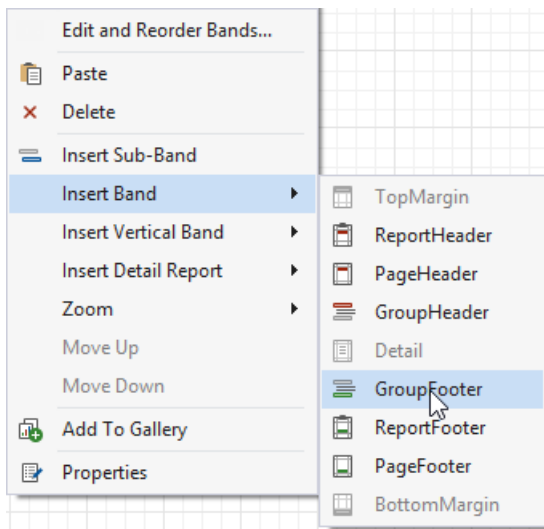 Edit and Reorder Bands...
Paste
Delete
Insert Sub-Band
Insert Band
Insert Vertical Band
Insert Detail Report
Zoom
Move Up
Move Down
Add To Gallery
Properties
TopMargin
ReportHeader
PageHeader
GroupHeader
Detail
GroupFooter
ReportFooter
PageFooter
BottomMargin